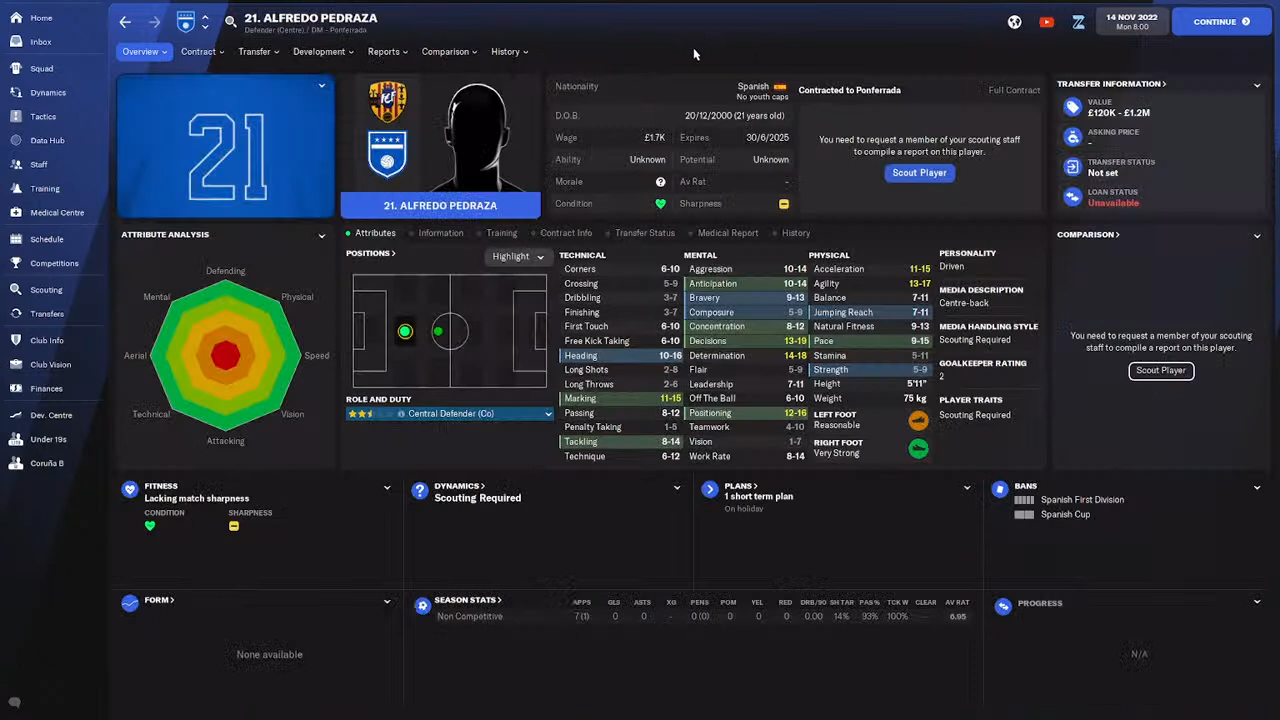 Home
Inbox
Squad
Dynamics
Tactics
Data Hub
Staff
Training
Medical Centre
Schedule
Competitions
Scouting
Transfers
Club Info
Club Vision
Finances
Dev. Centre
Under 19s
Coruña B
21. ALFREDO PEDRAZA
Defender (Centre) / DM - Ponferrada
14 NOV 2022
Mon 8:00
CONTINUE
Overview
Contract
Transfer
Development
Reports
Comparison
History
21
21. ALFREDO PEDRAZA
Nationality Spanish
No youth caps
D.O.B. 20/12/2000 (21 years old)
Wage £1.7K Expires 30/6/2025
Ability Unknown Potential Unknown
Morale Av Rat -
Condition Sharpness
Contracted to Ponferrada Full Contract
You need to request a member of your scouting staff
to compile a report on this player.
Scout Player
TRANSFER INFORMATION >
VALUE
£120K - £1.2M
ASKING PRICE
-
TRANSFER STATUS
Not set
LOAN STATUS
Unavailable
ATTRIBUTE ANALYSIS
Defending
Mental Physical
Aerial Speed
Technical Vision
Attacking
Attributes
Information
Training
Contract Info
Transfer Status
Medical Report
History
POSITIONS >
Highlight
ROLE AND DUTY
Central Defender (Co)
TECHNICAL
Corners 6-10
Crossing 5-9
Dribbling 3-7
Finishing 3-7
First Touch 6-10
Free Kick Taking 6-10
Heading 10-16
Long Shots 2-8
Long Throws 2-6
Marking 11-15
Passing 8-12
Penalty Taking 1-5
Tackling 8-14
Technique 6-12
MENTAL
Aggression 10-14
Anticipation 10-14
Bravery 9-13
Composure 5-9
Concentration 8-12
Decisions 13-19
Determination 14-18
Flair 5-9
Leadership 7-11
Off The Ball 6-10
Positioning 12-16
Teamwork 4-10
Vision 1-7
Work Rate 8-14
PHYSICAL
Acceleration 11-15
Agility 13-17
Balance 7-11
Jumping Reach 7-11
Natural Fitness 9-13
Pace 9-15
Stamina 5-11
Strength 5-9
Height 5'11"
Weight 75 kg
LEFT FOOT
Reasonable
RIGHT FOOT
Very Strong
PERSONALITY
Driven
MEDIA DESCRIPTION
Centre-back
MEDIA HANDLING STYLE
Scouting Required
GOALKEEPER RATING
2
PLAYER TRAITS
Scouting Required
COMPARISON >
You need to request a member of your scouting
staff to compile a report on this player.
Scout Player
FITNESS
Lacking match sharpness
CONDITION SHARPNESS
DYNAMICS >
Scouting Required
PLANS >
1 short term plan
On holiday
BANS
Spanish First Division
Spanish Cup
FORM >
None available
SEASON STATS > APPS GLS ASTS XG PENS POM YEL RED DRB/90 SH TAR PAS% TCK W CLEAR AV RAT
Non Competitive 7 (1) 0 0 - 0 (0) 0 0 0 0.00 14% 93% 100% 6.95
PROGRESS
N/A